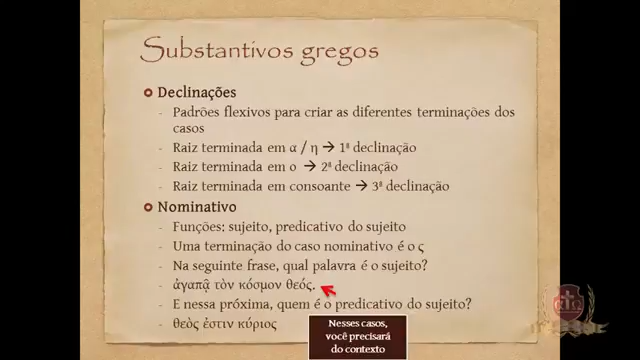 Substantivos gregos
Declinações
- Padrões flexivos para criar as diferentes terminações dos
casos
- Raiz terminada em α / η → 1ª declinação
- Raiz terminada em ο → 2ª declinação
- Raiz terminada em consoante → 3ª declinação
Nominativo
- Funções: sujeito, predicativo do sujeito
- Uma terminação do caso nominativo é o ς
- Na seguinte frase, qual palavra é o sujeito?
- ἀγαπᾷ τὸν κόσμον θεός.
- E nessa próxima, quem é o predicativo do sujeito?
- θεὸς ἐστιν κύριος
Nesses casos,
você precisará
do contexto